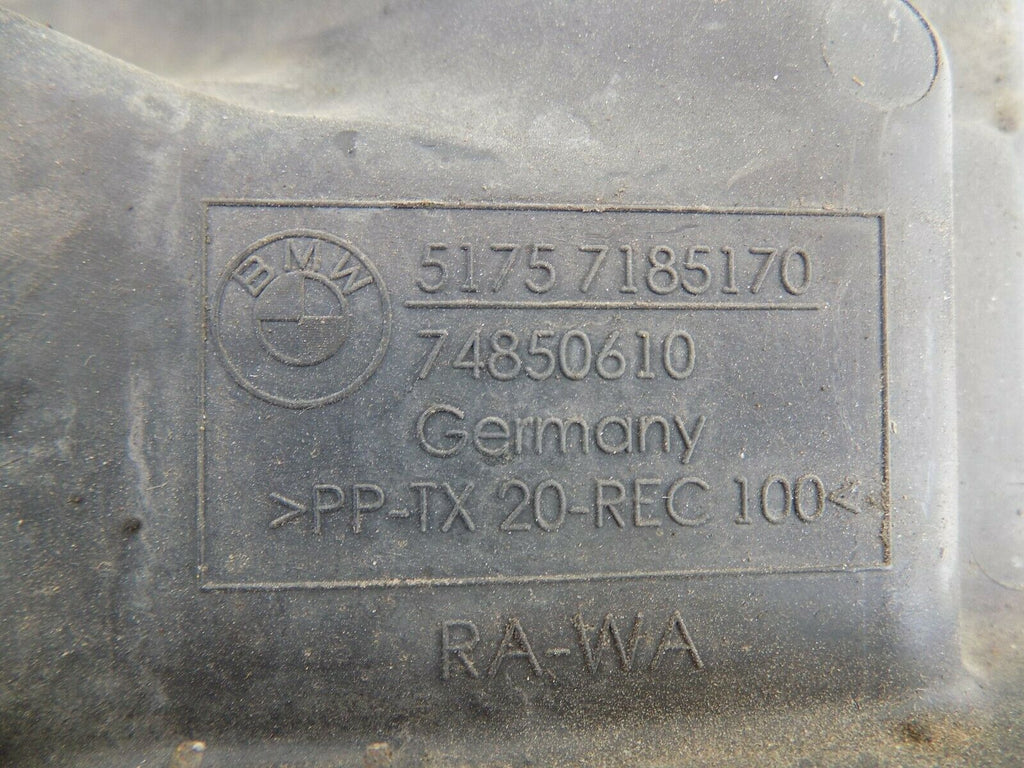 BMW
5175 7185170
74850610
Germany
>PP-TX 20-REC 100<
RA-WA